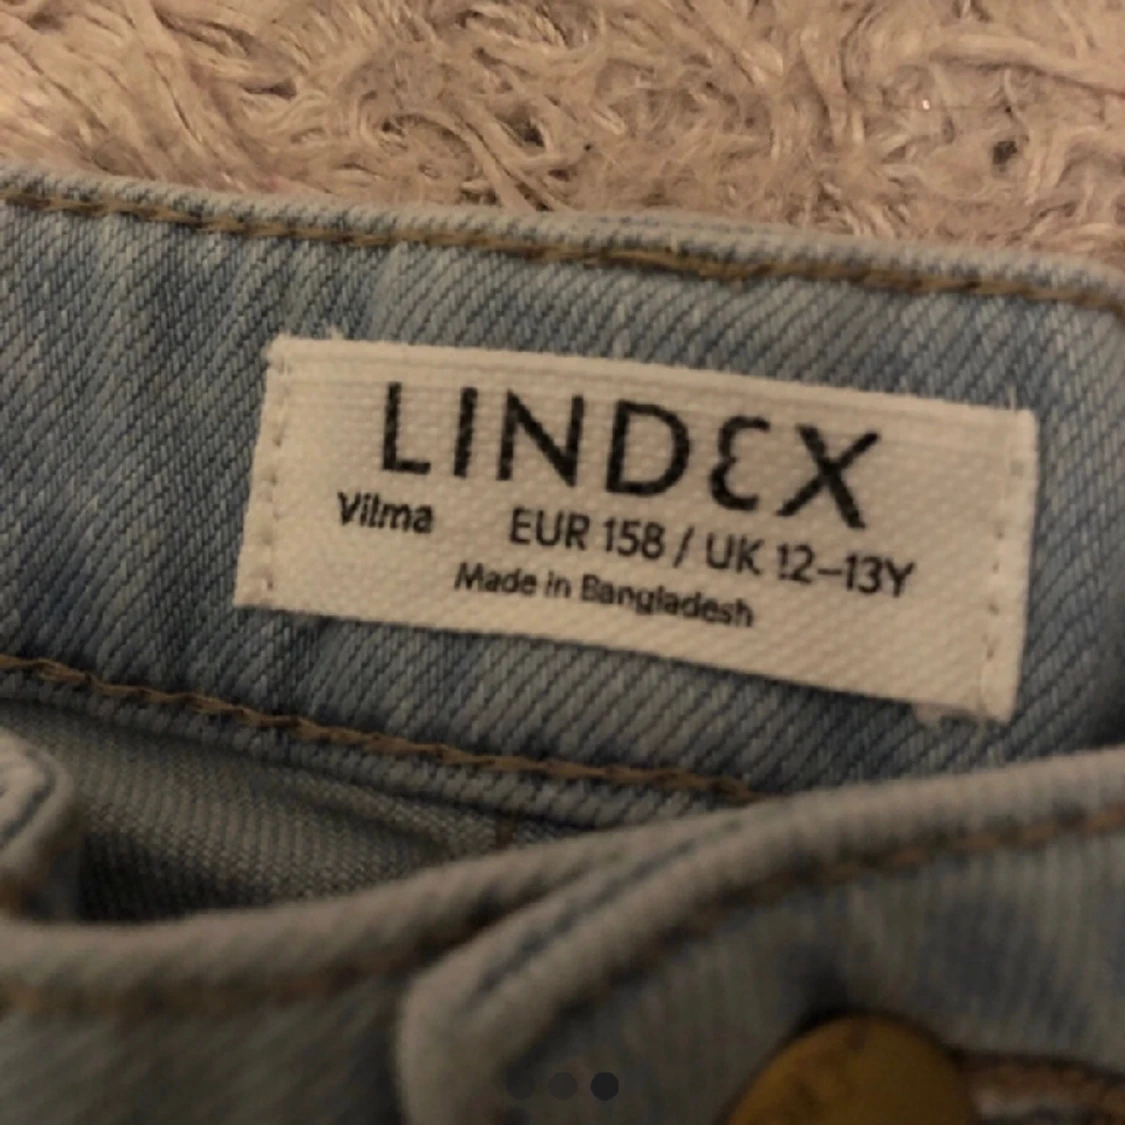 LINDEX
Vilma EUR 158 / UK 12–13Y
Made in Bangladesh